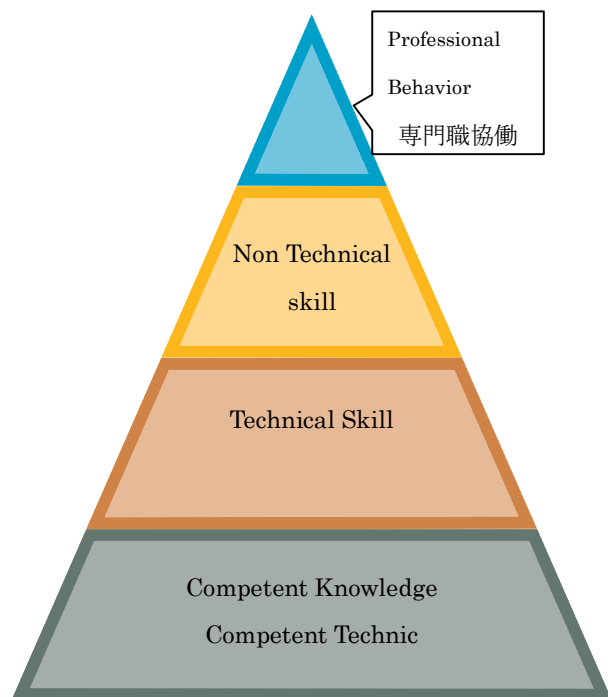 Professional
Behavior
専門職協働
Non Technical
skill
Technical Skill
Competent Knowledge
Competent Technic